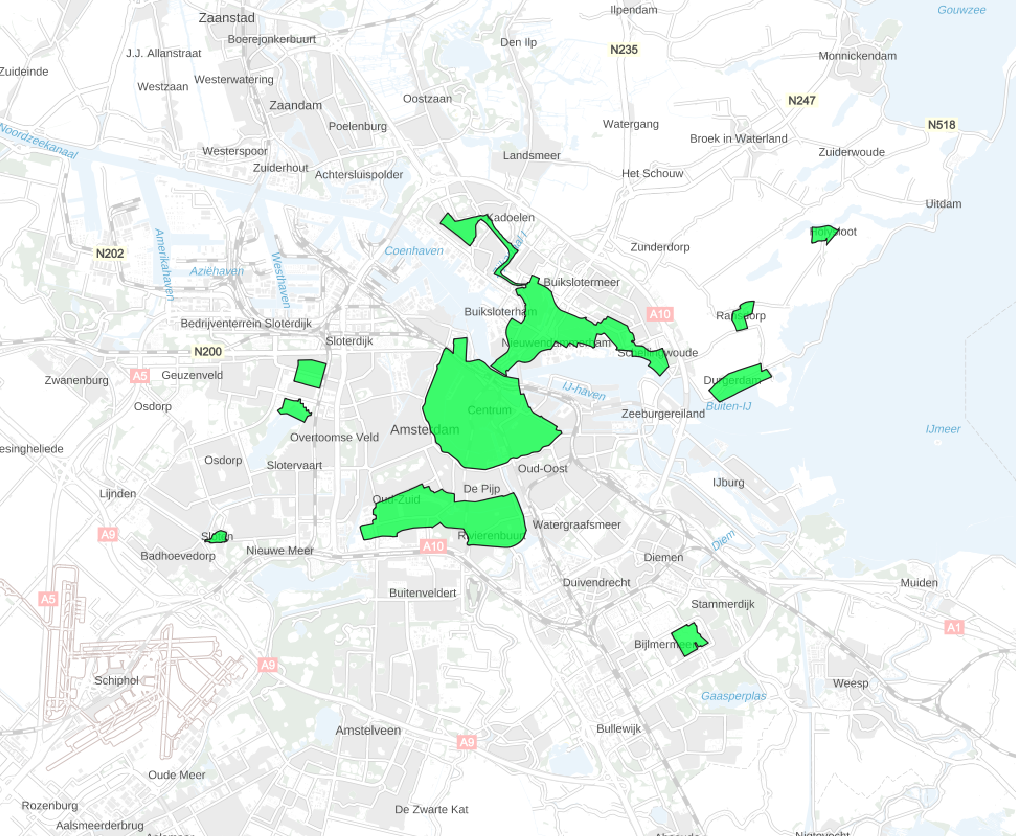 Gouwzee
Ilpendam
Zaanstad
Boerejonkerbuurt
Den Ilp
N235
J.J. Allanstraat
Monnickendam
Zuideinde
Westerwatering
Westzaan
Oostzaan
N247
Zaandam
Poelenburg
Watergang
N518
Noordzeekanaal
Broek in Waterland
Westerspoor
Landsmeer
Zuiderwoude
Zuiderhout
Achtersluispolder
Het Schouw
Uitdam
Kadoelen
Holysloot
Amerikahaven
Coenhaven
Zunderdorp
N202
Aziëhaven
Westhaven
Buikslotermeer
Buiksloterham
A10
Ransdorp
Bedrijventerrein Sloterdijk
Sloterdijk
Nieuwendammerham
N200
Schellingwoude
A5
Geuzenveld
Zwanenburg
Durgerdam
IJ-haven
Buiten-IJ
Osdorp
Centrum
Zeeburgereiland
Amsterdam
IJmeer
Overtoomse Veld
esingheliede
Osdorp
Slotervaart
Oud-Oost
Lijnden
De Pijp
IJburg
Oud-Zuid
Watergraafsmeer
A9
Sloten
Rivierenbuurt
Diem
A10
Badhoevedorp
Nieuwe Meer
Diemen
Duivendrecht
Muiden
A5
Buitenveldert
Stammerdijk
A1
Bijlmermeer
A9
Schiphol
Weesp
Gaasperplas
Amstelveen
Bullewijk
A9
Oude Meer
Rozenburg
De Zwarte Kat
Aalsmeerderbrug